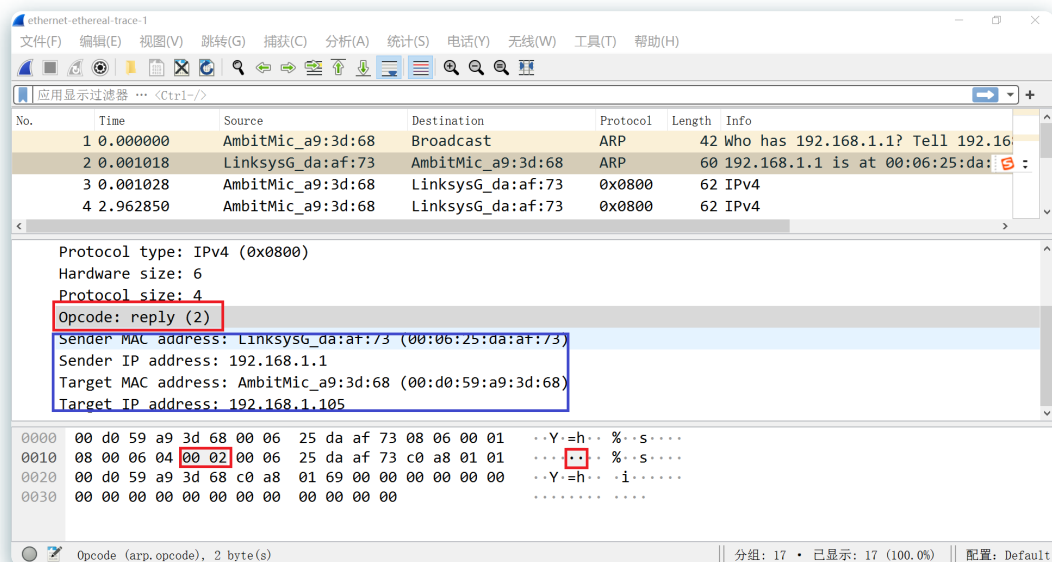 ethernet-ethereal-trace-1
文件(F) 编辑(E) 视图(V) 跳转(G) 捕获(C) 分析(A) 统计(S) 电话(Y) 无线(W) 工具(T) 帮助(H)
应用显示过滤器 … <Ctrl-/>
No. Time Source Destination Protocol Length Info
1 0.000000 AmbitMic_a9:3d:68 Broadcast ARP 42 Who has 192.168.1.1? Tell 192.16
2 0.001018 LinksysG_da:af:73 AmbitMic_a9:3d:68 ARP 60 192.168.1.1 is at 00:06:25:da:
3 0.001028 AmbitMic_a9:3d:68 LinksysG_da:af:73 0x0800 62 IPv4
4 2.962850 AmbitMic_a9:3d:68 LinksysG_da:af:73 0x0800 62 IPv4
Protocol type: IPv4 (0x0800)
Hardware size: 6
Protocol size: 4
Opcode: reply (2)
Sender MAC address: LinksysG_da:af:73 (00:06:25:da:af:73)
Sender IP address: 192.168.1.1
Target MAC address: AmbitMic_a9:3d:68 (00:d0:59:a9:3d:68)
Target IP address: 192.168.1.105
0000 00 d0 59 a9 3d 68 00 06 25 da af 73 08 06 00 01 ··Y·=h·· %··s····
0010 08 00 06 04 00 02 00 06 25 da af 73 c0 a8 01 01 ········ %··s····
0020 00 d0 59 a9 3d 68 c0 a8 01 69 00 00 00 00 00 00 ··Y·=h·· ·i······
0030 00 00 00 00 00 00 00 00 00 00 00 00 ········ ····
Opcode (arp.opcode), 2 byte(s) 分组: 17 · 已显示: 17 (100.0%) 配置: Default